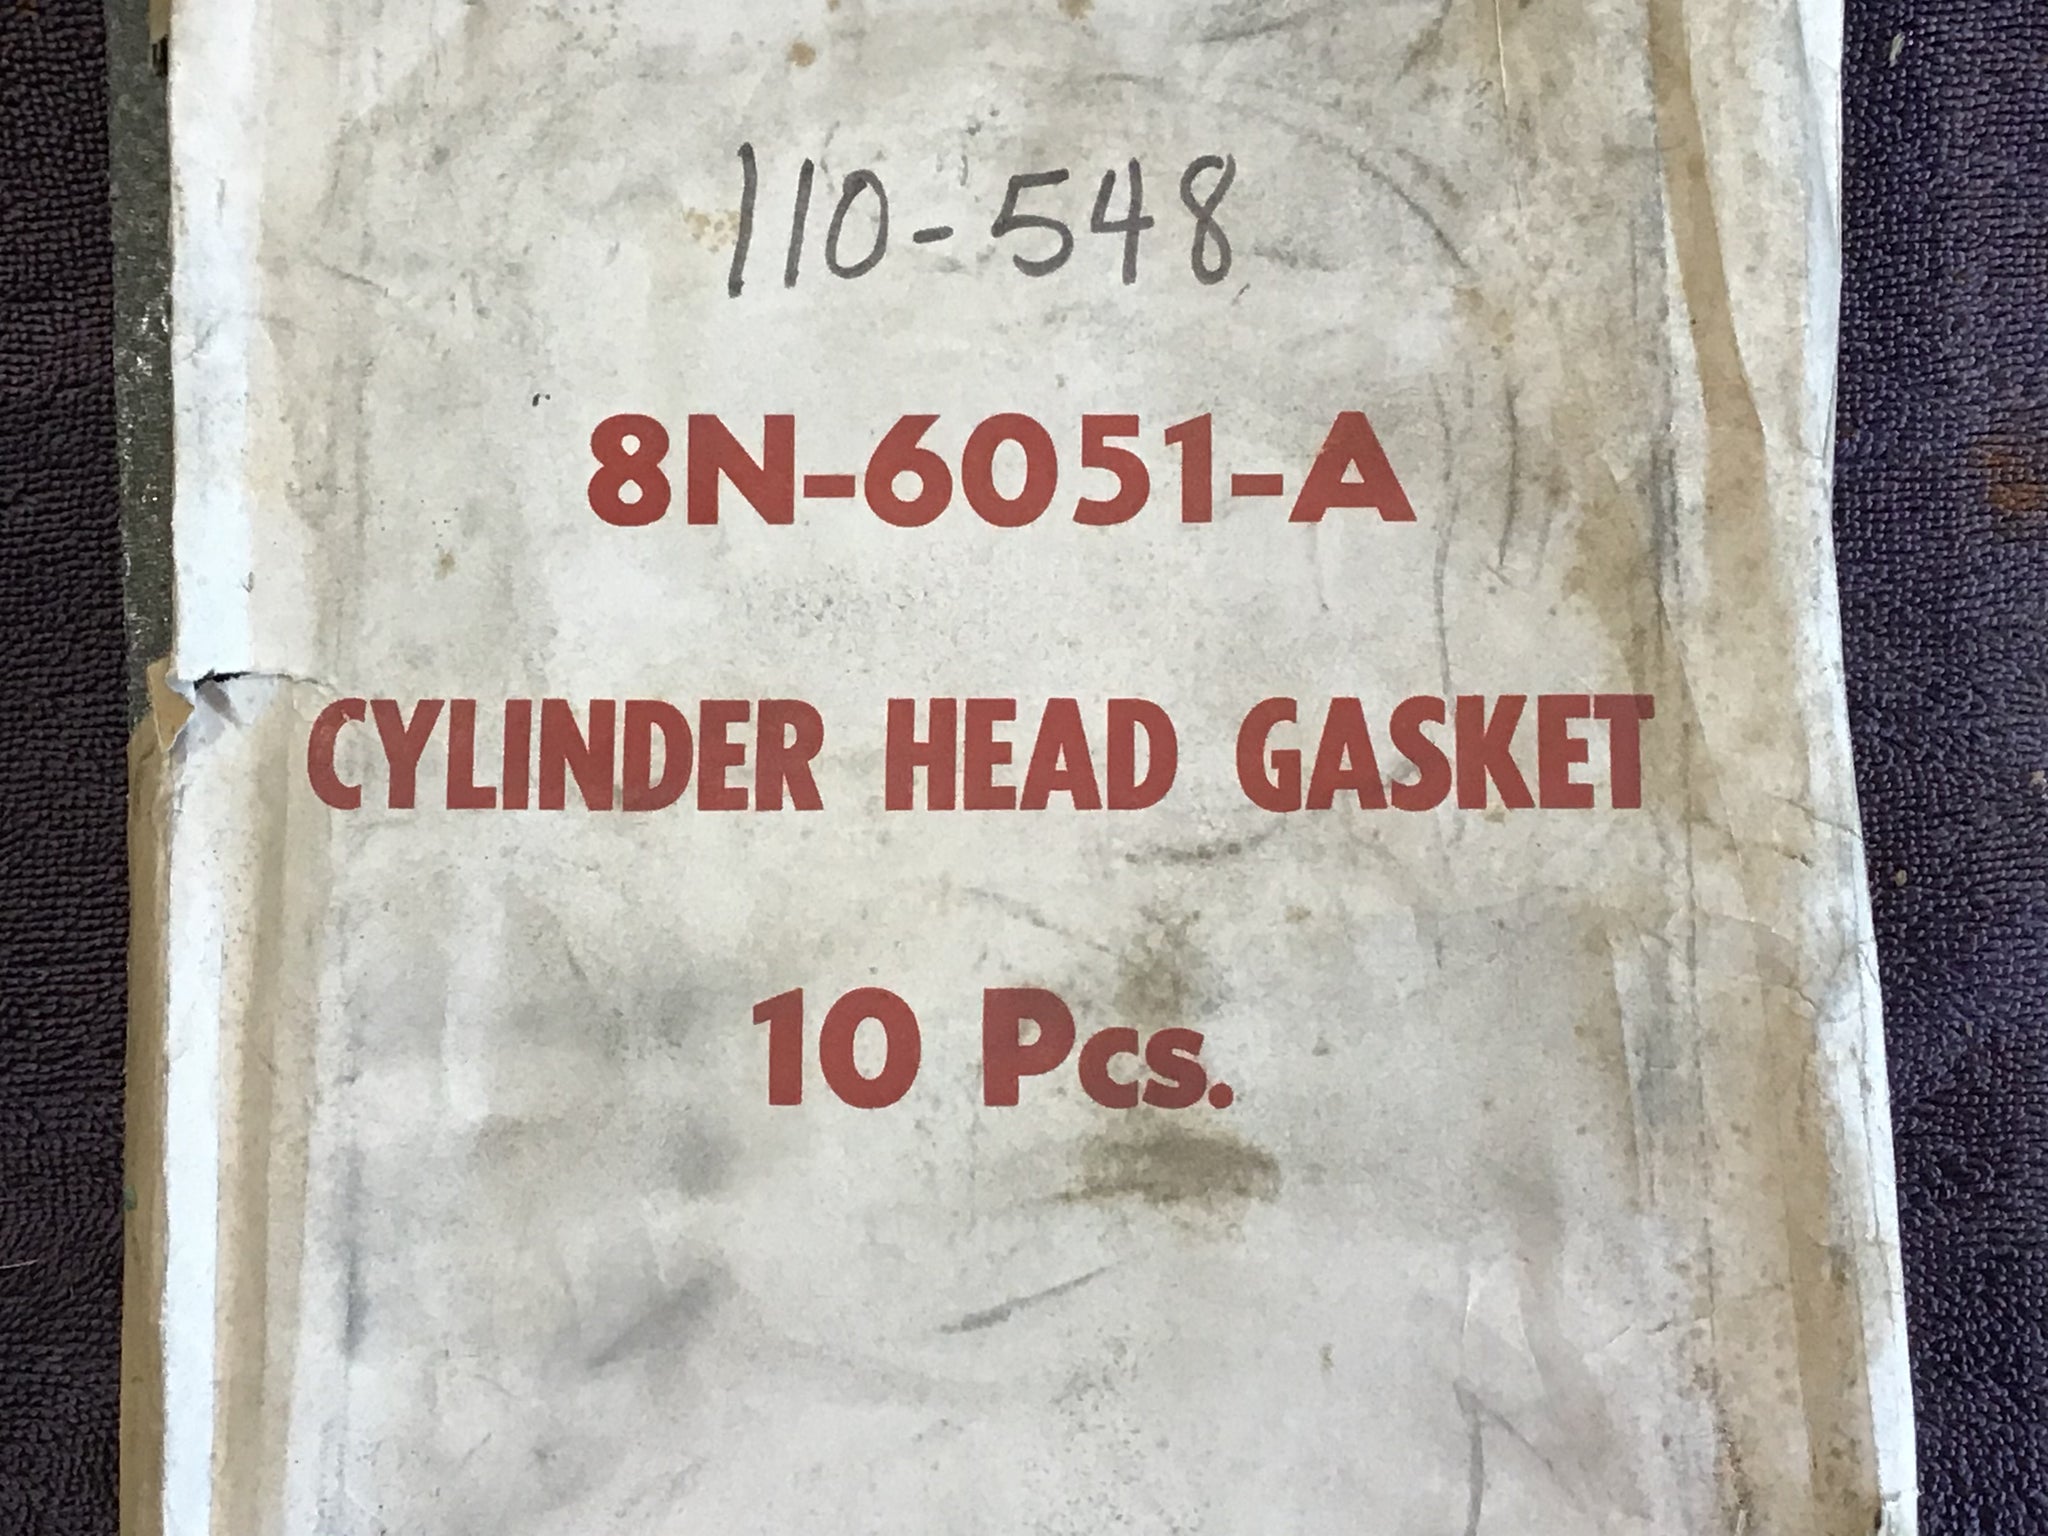 110-548
8N-6051-A
CYLINDER HEAD GASKET
10 Pcs.